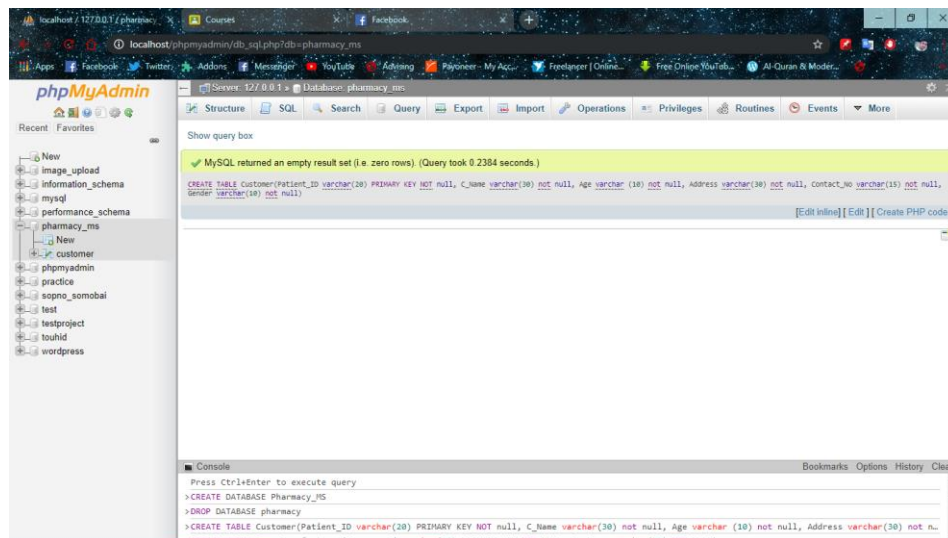 localhost / 127.0.0.1 / pharmacy
Courses
Facebook
localhost/phpmyadmin/db_sql.php?db=pharmacy_ms
Apps Facebook Twitter Addons Messenger YouTube Advising Payoneer - My Acc... Freelancer | Online... Free Online YouTub... Al-Quran & Moder...
phpMyAdmin
Recent Favorites
New
image_upload
information_schema
mysql
performance_schema
pharmacy_ms
New
customer
phpmyadmin
practice
sopno_somobai
test
testproject
touhid
wordpress
Server: 127.0.0.1 » Database: pharmacy_ms
Structure SQL Search Query Export Import Operations Privileges Routines Events More
Show query box
MySQL returned an empty result set (i.e. zero rows). (Query took 0.2384 seconds.)
CREATE TABLE Customer(Patient_ID varchar(20) PRIMARY KEY NOT null, C_Name varchar(30) not null, Age varchar (10) not null, Address varchar(30) not null, Contact_No varchar(15) not null,
Gender varchar(10) not null)
[Edit inline] [ Edit ] [ Create PHP code
Console
Bookmarks Options History Clea
Press Ctrl+Enter to execute query
>CREATE DATABASE Pharmacy_MS
>DROP DATABASE pharmacy
>CREATE TABLE Customer(Patient_ID varchar(20) PRIMARY KEY NOT null, C_Name varchar(30) not null, Age varchar (10) not null, Address varchar(30) not n…